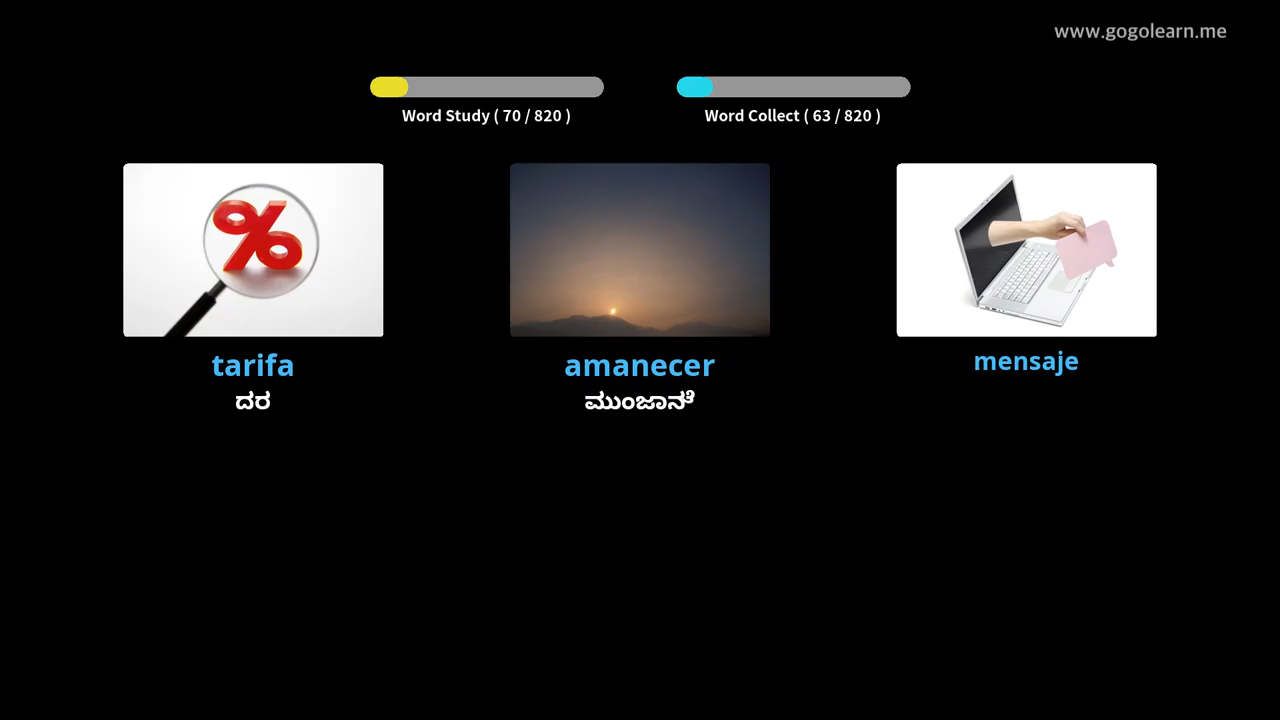 www.gogolearn.me
Word Study ( 70 / 820 )
Word Collect ( 63 / 820 )
tarifa
ದರ
amanecer
ಮುಂಜಾನೆ
mensaje